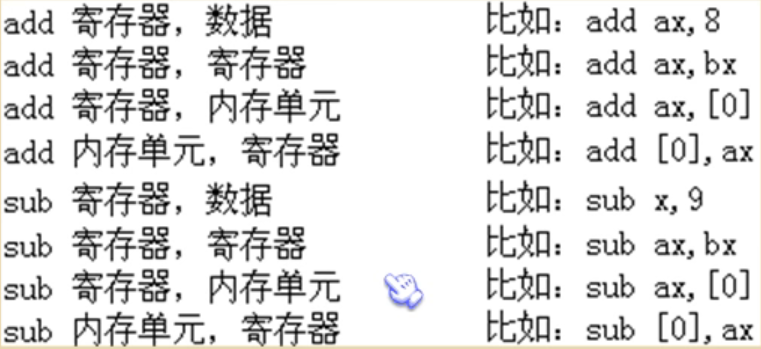 add 寄存器，数据 比如：add ax,8
add 寄存器，寄存器 比如：add ax,bx
add 寄存器，内存单元 比如：add ax,[0]
add 内存单元，寄存器 比如：add [0],ax
sub 寄存器，数据 比如：sub x,9
sub 寄存器，寄存器 比如：sub ax,bx
sub 寄存器，内存单元 比如：sub ax,[0]
sub 内存单元，寄存器 比如：sub [0],ax